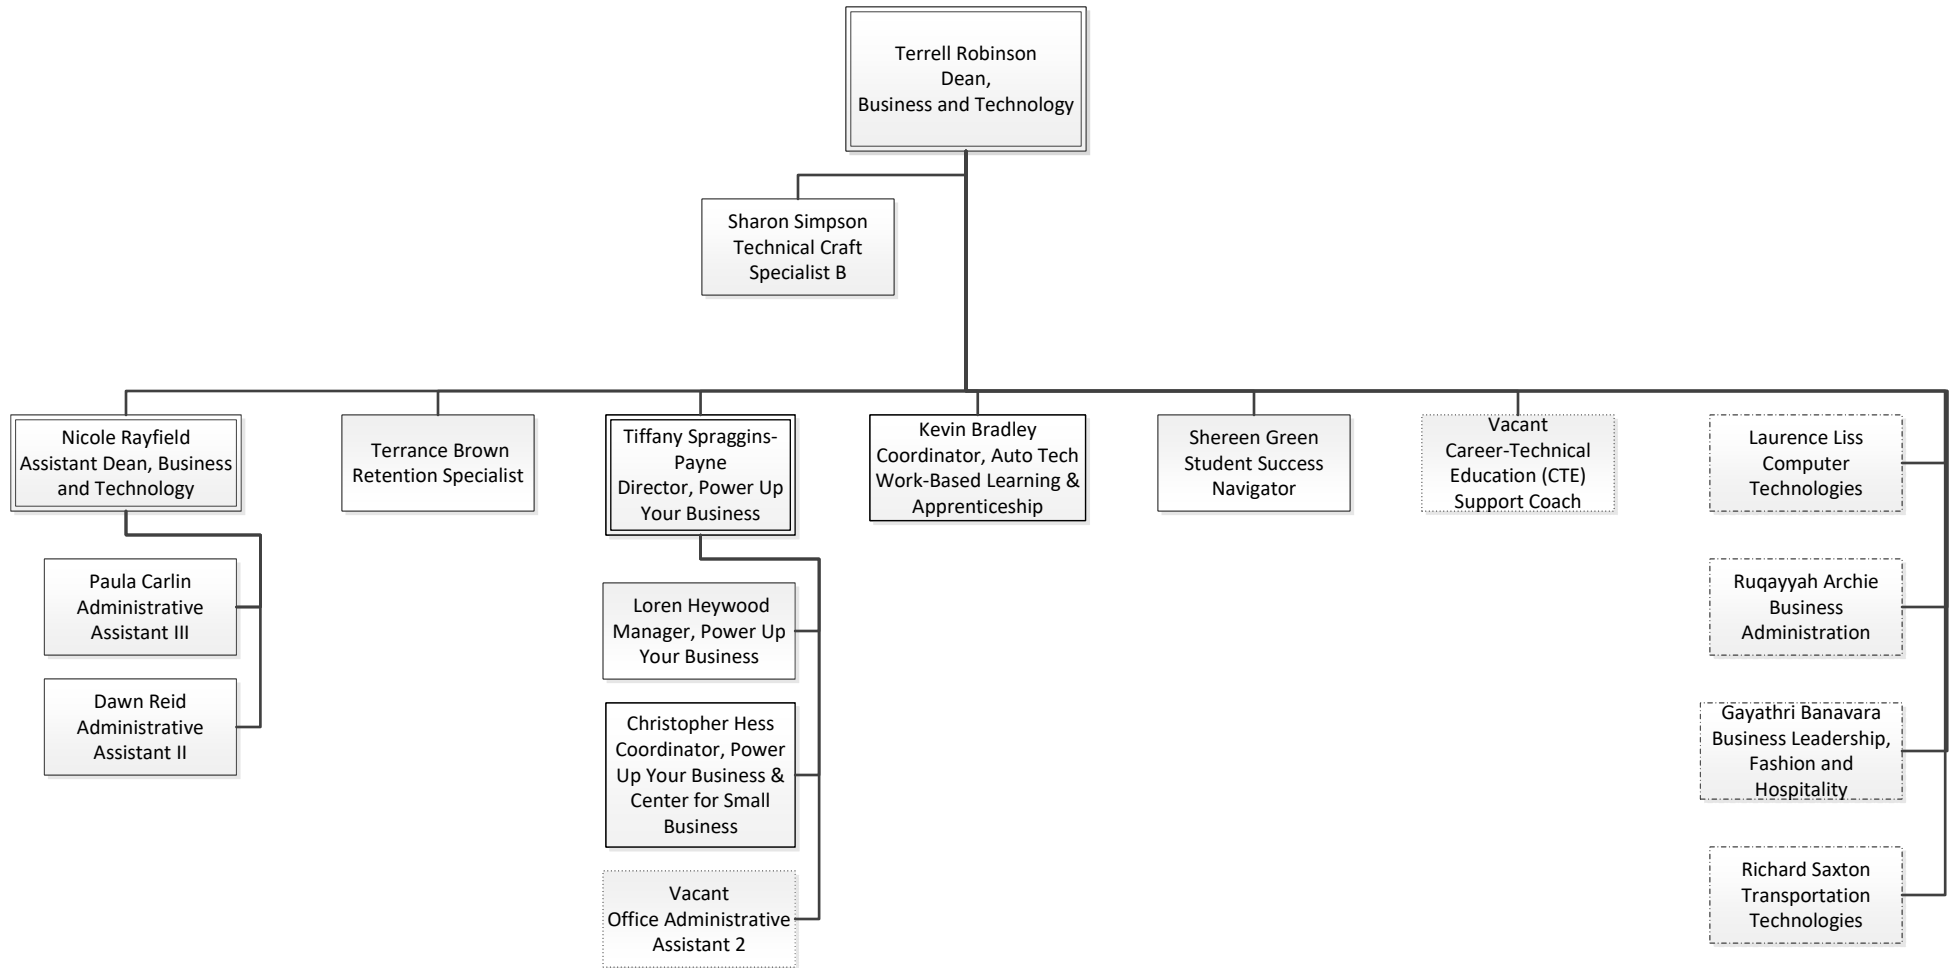 Terrell Robinson
Dean,
Business and Technology
Sharon Simpson
Technical Craft
Specialist B
Nicole Rayfield
Assistant Dean, Business
and Technology
Paula Carlin
Administrative
Assistant III
Dawn Reid
Administrative
Assistant II
Terrance Brown
Retention Specialist
Tiffany Spraggins-
Payne
Director, Power Up
Your Business
Loren Heywood
Manager, Power Up
Your Business
Christopher Hess
Coordinator, Power
Up Your Business &
Center for Small
Business
Vacant
Office Administrative
Assistant 2
Kevin Bradley
Coordinator, Auto Tech
Work-Based Learning &
Apprenticeship
Shereen Green
Student Success
Navigator
Vacant
Career-Technical
Education (CTE)
Support Coach
Laurence Liss
Computer
Technologies
Ruqayyah Archie
Business
Administration
Gayathri Banavara
Business Leadership,
Fashion and
Hospitality
Richard Saxton
Transportation
Technologies